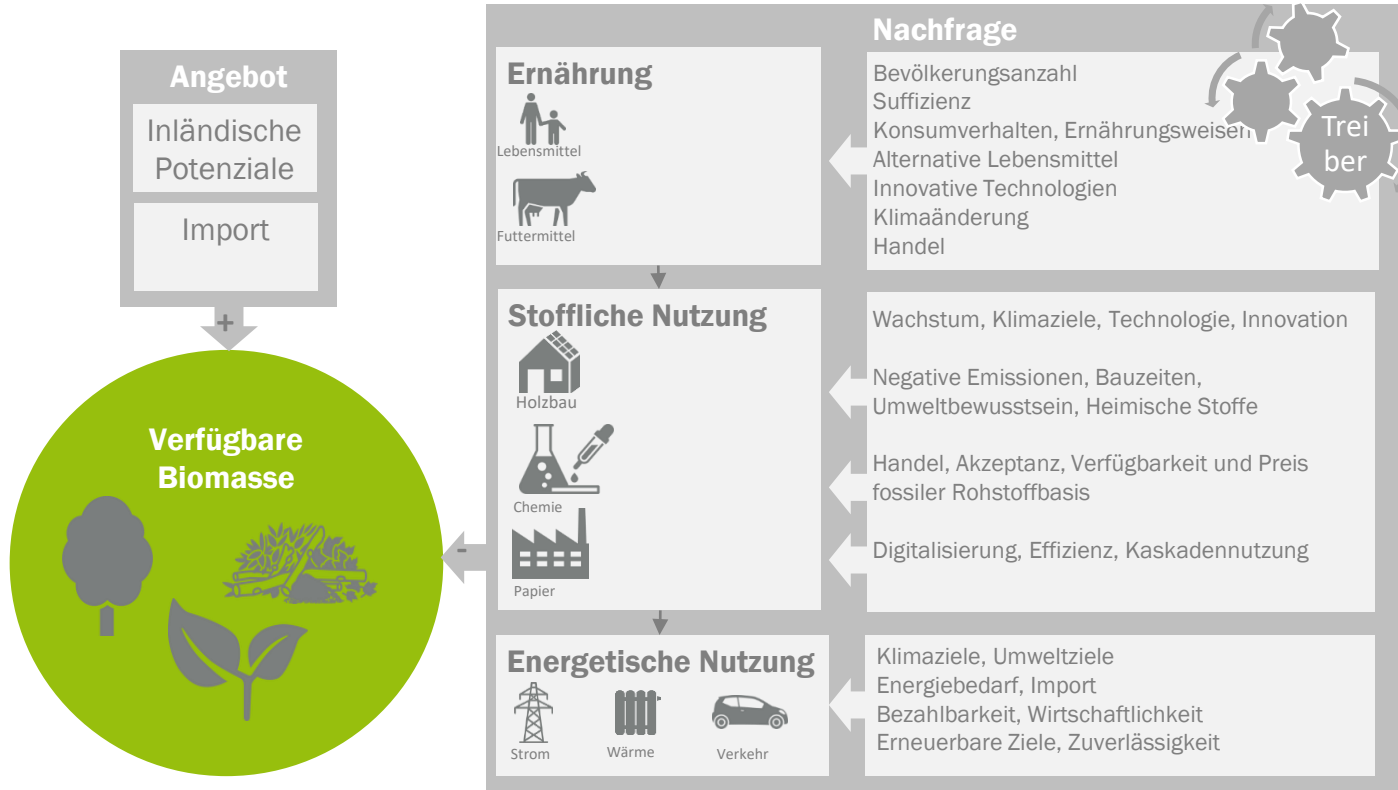 Angebot
Inländische
Potenziale
Import
+
Verfügbare
Biomasse
-
Nachfrage
Trei
ber
Ernährung
Lebensmittel
Futtermittel
Bevölkerungsanzahl
Suffizienz
Konsumverhalten, Ernährungsweisen
Alternative Lebensmittel
Innovative Technologien
Klimaänderung
Handel
Stoffliche Nutzung
Holzbau
Chemie
Papier
Wachstum, Klimaziele, Technologie, Innovation
Negative Emissionen, Bauzeiten,
Umweltbewusstsein, Heimische Stoffe
Handel, Akzeptanz, Verfügbarkeit und Preis
fossiler Rohstoffbasis
Digitalisierung, Effizienz, Kaskadennutzung
Energetische Nutzung
Strom
Wärme
Verkehr
Klimaziele, Umweltziele
Energiebedarf, Import
Bezahlbarkeit, Wirtschaftlichkeit
Erneuerbare Ziele, Zuverlässigkeit